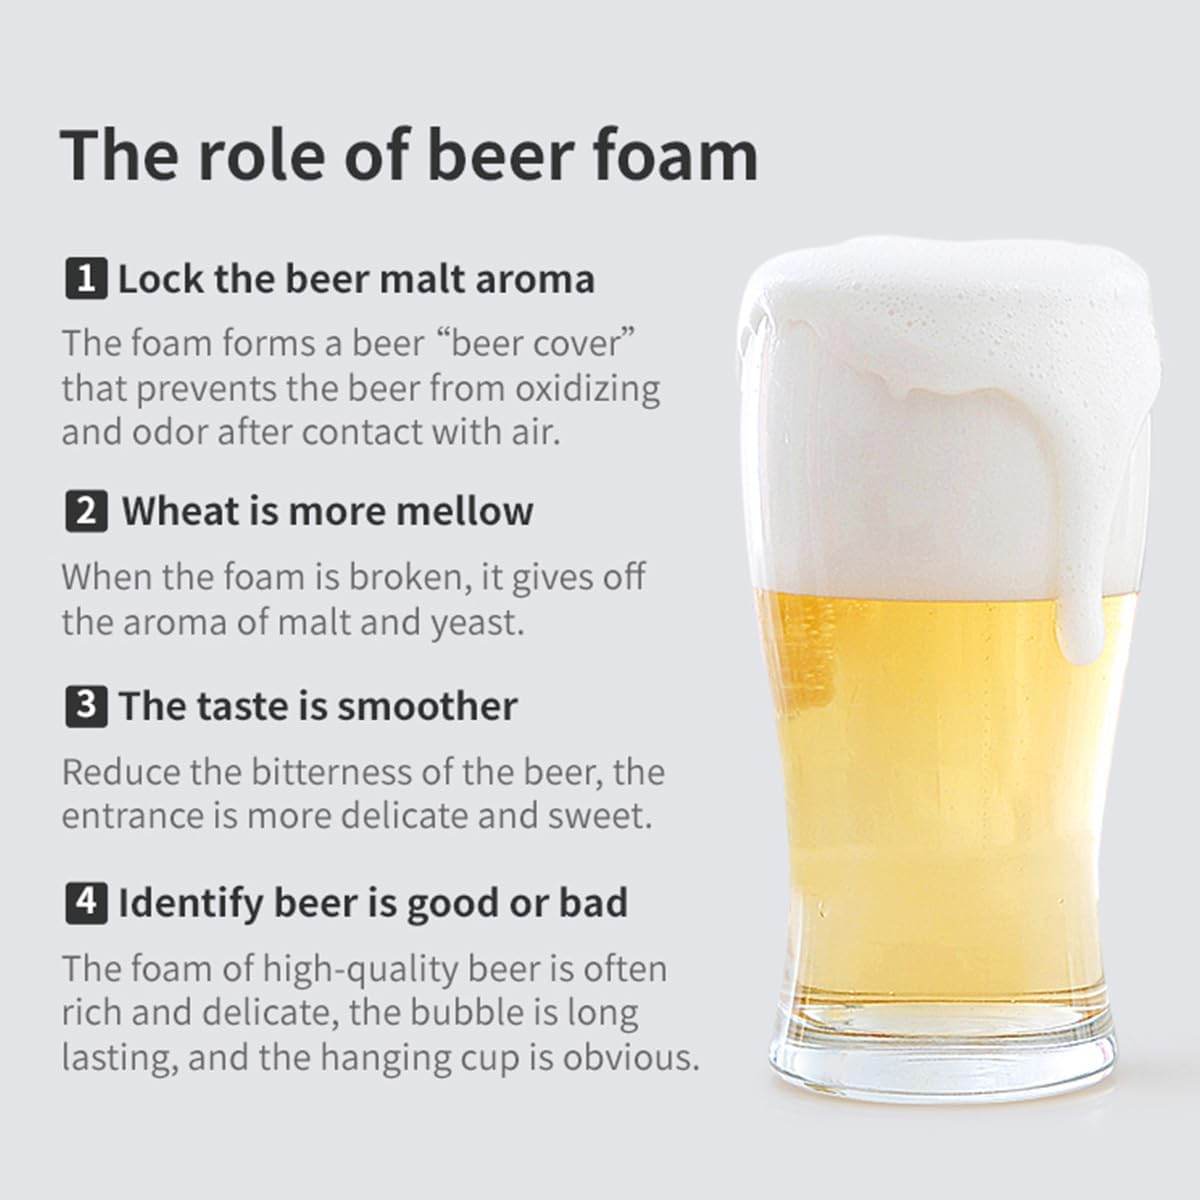 The role of beer foam
1 Lock the beer malt aroma
The foam forms a beer “beer cover”
that prevents the beer from oxidizing
and odor after contact with air.
2 Wheat is more mellow
When the foam is broken, it gives off
the aroma of malt and yeast.
3 The taste is smoother
Reduce the bitterness of the beer, the
entrance is more delicate and sweet.
4 Identify beer is good or bad
The foam of high-quality beer is often
rich and delicate, the bubble is long
lasting, and the hanging cup is obvious.